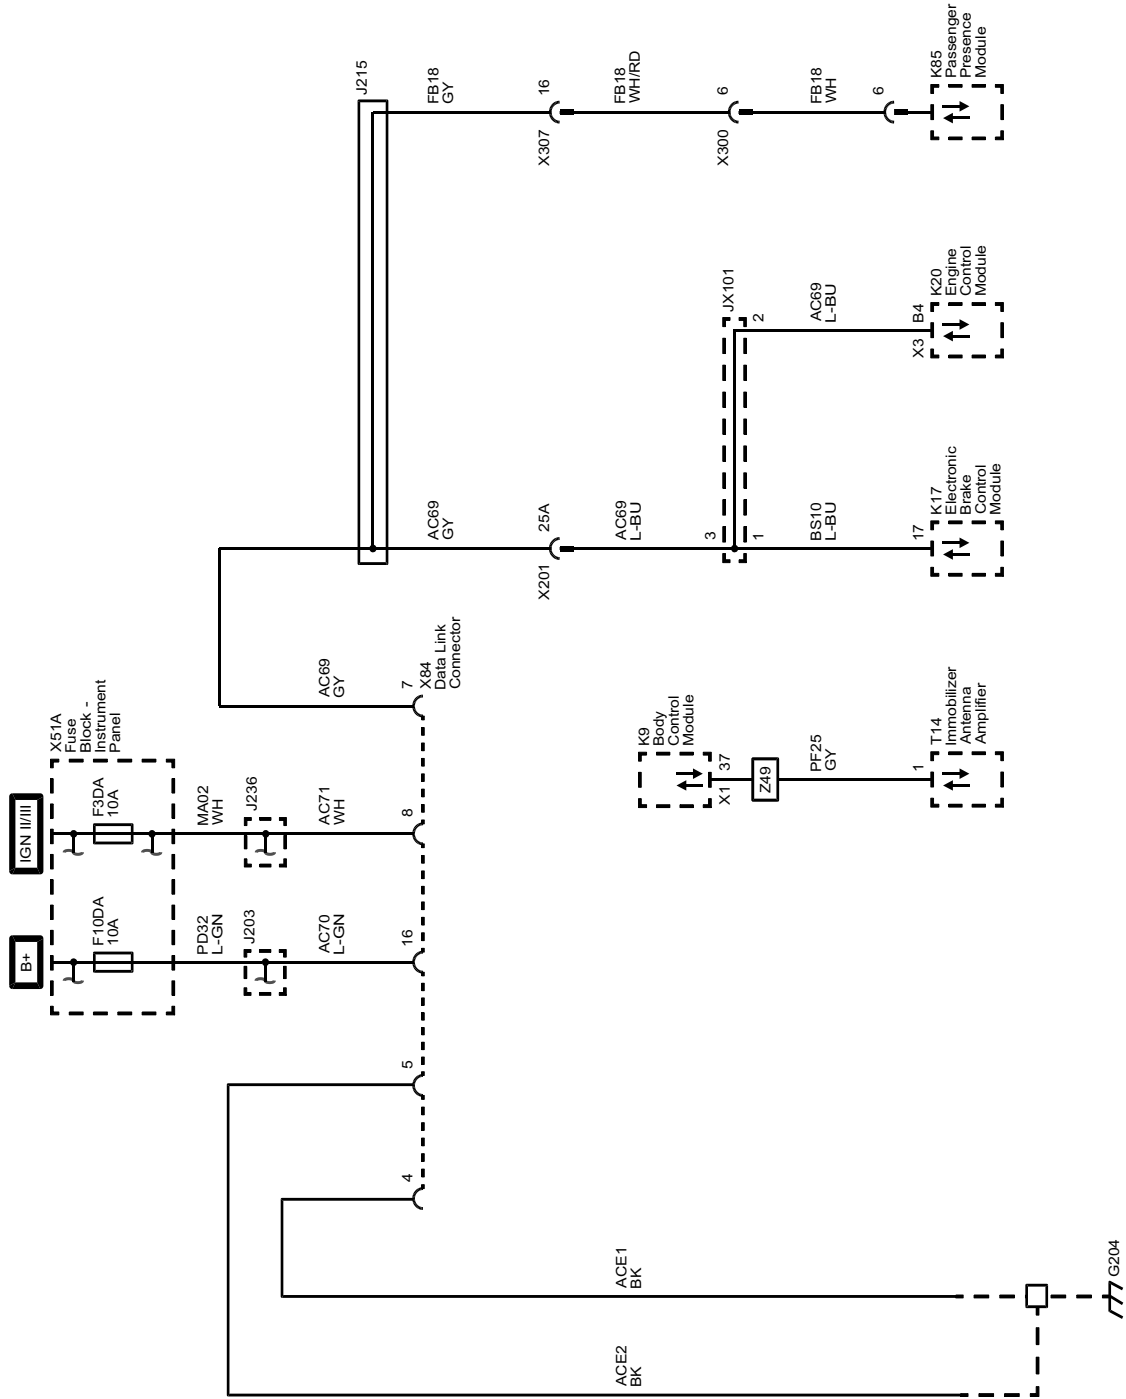 B+
IGN II/III
X51A
Fuse
Block -
Instrument
Panel
F10DA
10A
F3DA
10A
PD32
L-GN
MA02
WH
J203
J236
AC70
L-GN
AC71
WH
AC69
GY
4
5
16
8
7
X84
Data Link
Connector
J215
AC69
GY
FB18
GY
X201
25A
X307
16
AC69
L-BU
FB18
WH/RD
JX101
3
1
2
X300
6
BS10
L-BU
AC69
L-BU
FB18
WH
17
X3
B4
6
K17
Electronic
Brake
Control
Module
K20
Engine
Control
Module
K85
Passenger
Presence
Module
K9
Body
Control
Module
X1
37
Z49
PF25
GY
1
T14
Immobilizer
Antenna
Amplifier
ACE2
BK
ACE1
BK
G204